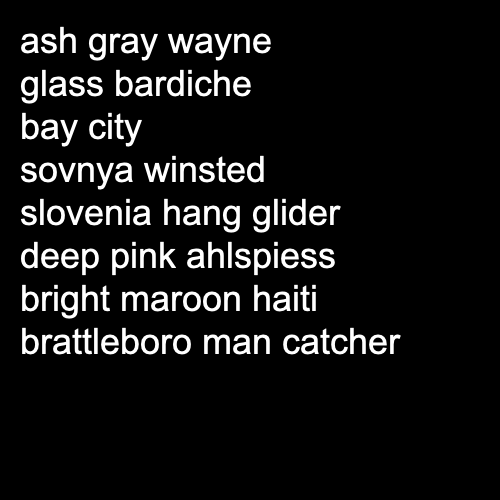 ash gray wayne
glass bardiche
bay city
sovnya winsted
slovenia hang glider
deep pink ahlspiess
bright maroon haiti
brattleboro man catcher